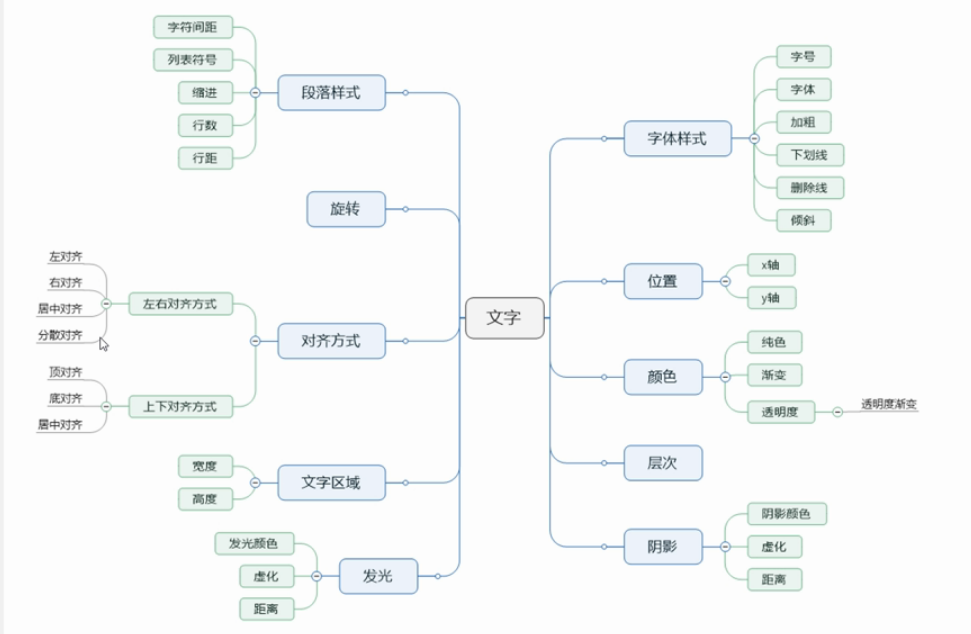 文字
段落样式
字符间距
列表符号
缩进
行数
行距
旋转
对齐方式
左右对齐方式
左对齐
右对齐
居中对齐
分散对齐
上下对齐方式
顶对齐
底对齐
居中对齐
文字区域
宽度
高度
发光
发光颜色
虚化
距离
字体样式
字号
字体
加粗
下划线
删除线
倾斜
位置
x轴
y轴
颜色
纯色
渐变
透明度
透明度渐变
层次
阴影
阴影颜色
虚化
距离